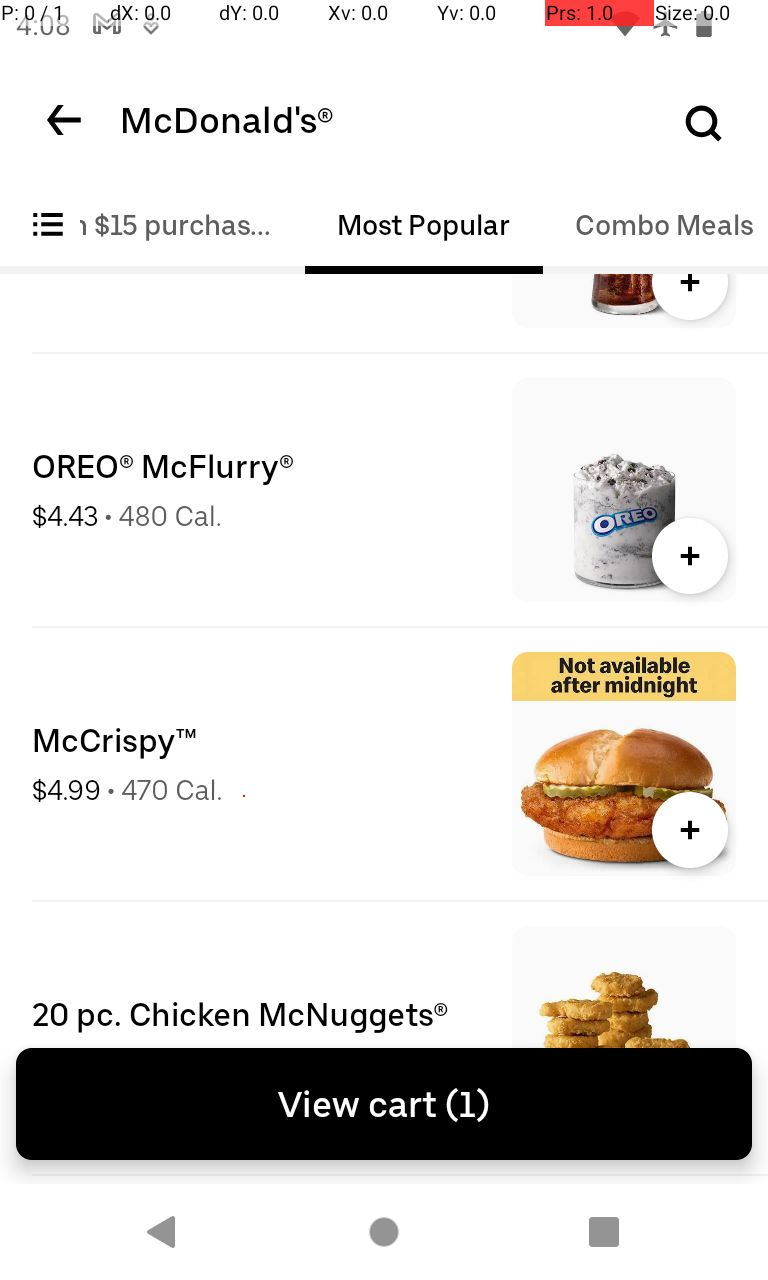 P: 0 / 1 dX: 0.0 dY: 0.0 Xv: 0.0 Yv: 0.0 Prs: 1.0 Size: 0.0
4:08
McDonald's®
$15 purchas... Most Popular Combo Meals
OREO® McFlurry®
$4.43 • 480 Cal.
OREO
+
Not available
after midnight
McCrispy™
$4.99 • 470 Cal.
+
20 pc. Chicken McNuggets®
View cart (1)